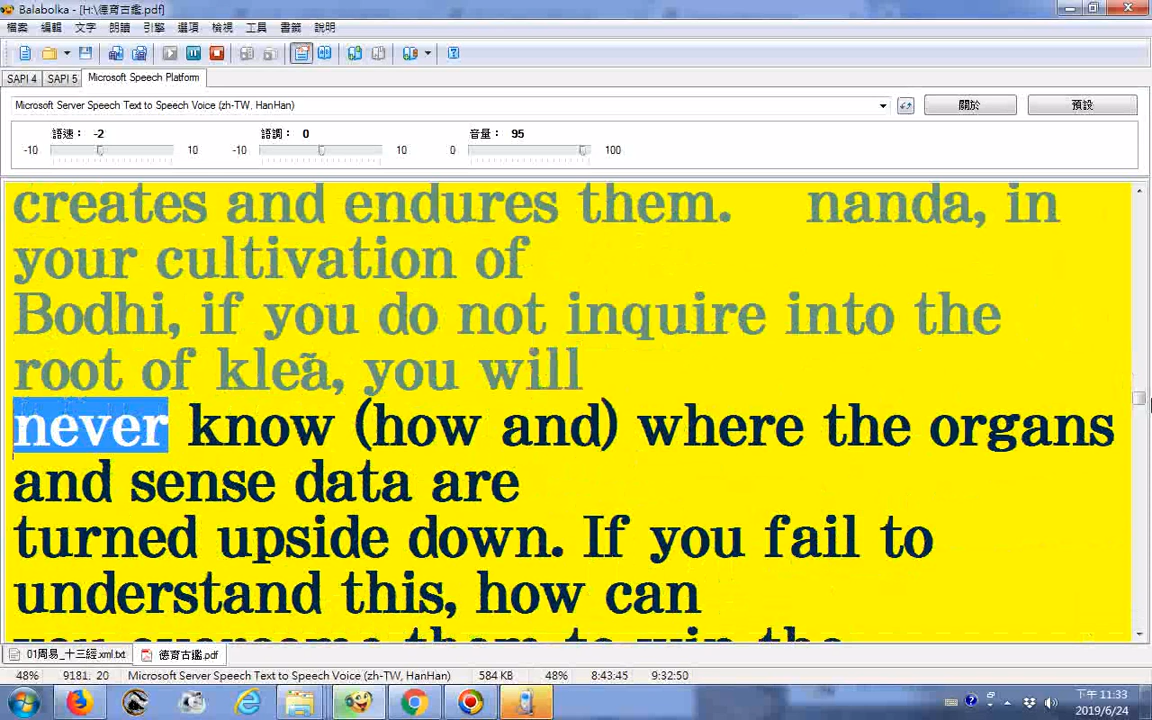 Balabolka - [H:\德育古鑑.pdf]
檔案 編輯 文字 朗讀 引擎 選項 檢視 工具 書籤 說明
SAPI 4 SAPI 5 Microsoft Speech Platform
Microsoft Server Speech Text to Speech Voice (zh-TW, HanHan) 關於 預設
語速： -2 語調： 0 音量： 95
-10 10 -10 10 0 100
creates and endures them. nanda, in
your cultivation of
Bodhi, if you do not inquire into the
root of kleã, you will
never know (how and) where the organs
and sense data are
turned upside down. If you fail to
understand this, how can
you overcome them to win the
01周易_十三經.xml.txt 德育古鑑.pdf
48% 9181. 20 Microsoft Server Speech Text to Speech Voice (zh-TW, HanHan) 584 KB 48% 8:43:45 9:32:50
下午 11:33
2019/6/24